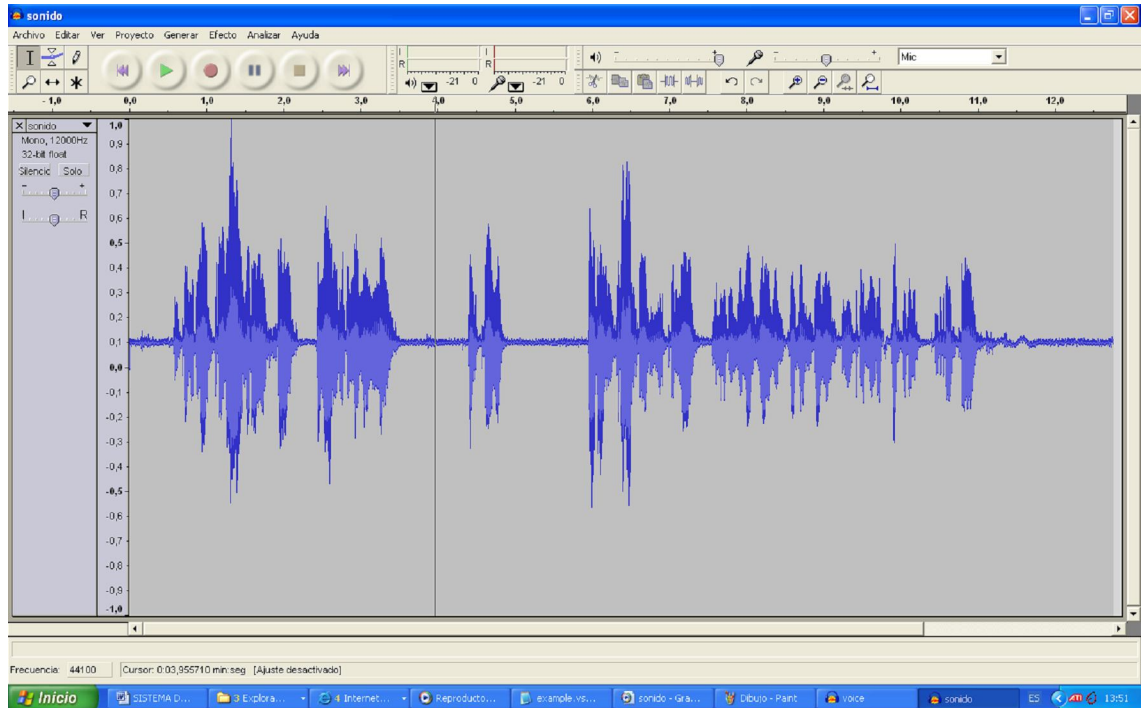 sonido
Archivo Editar Ver Proyecto Generar Efecto Analizar Ayuda
I R I R
-21 0 -21 0
Mic
- 1,0 0,0 1,0 2,0 3,0 4,0 5,0 6,0 7,0 8,0 9,0 10,0 11,0 12,0
X sonido
Mono, 12000Hz
32-bit float
Silencio Solo
- +
I R
1,0
0,9
0,8
0,7
0,6
0,5
0,4
0,3
0,2
0,1
0,0
-0,1
-0,2
-0,3
-0,4
-0,5
-0,6
-0,7
-0,8
-0,9
-1,0
Frecuencia: 44100 Cursor: 0:03,955710 min:seg [Ajuste desactivado]
Inicio SISTEMA D... 3 Explora... 4 Internet... Reproducto... example.vs... sonido - Gra... Dibujo - Paint voice sonido ES ATI 13:51